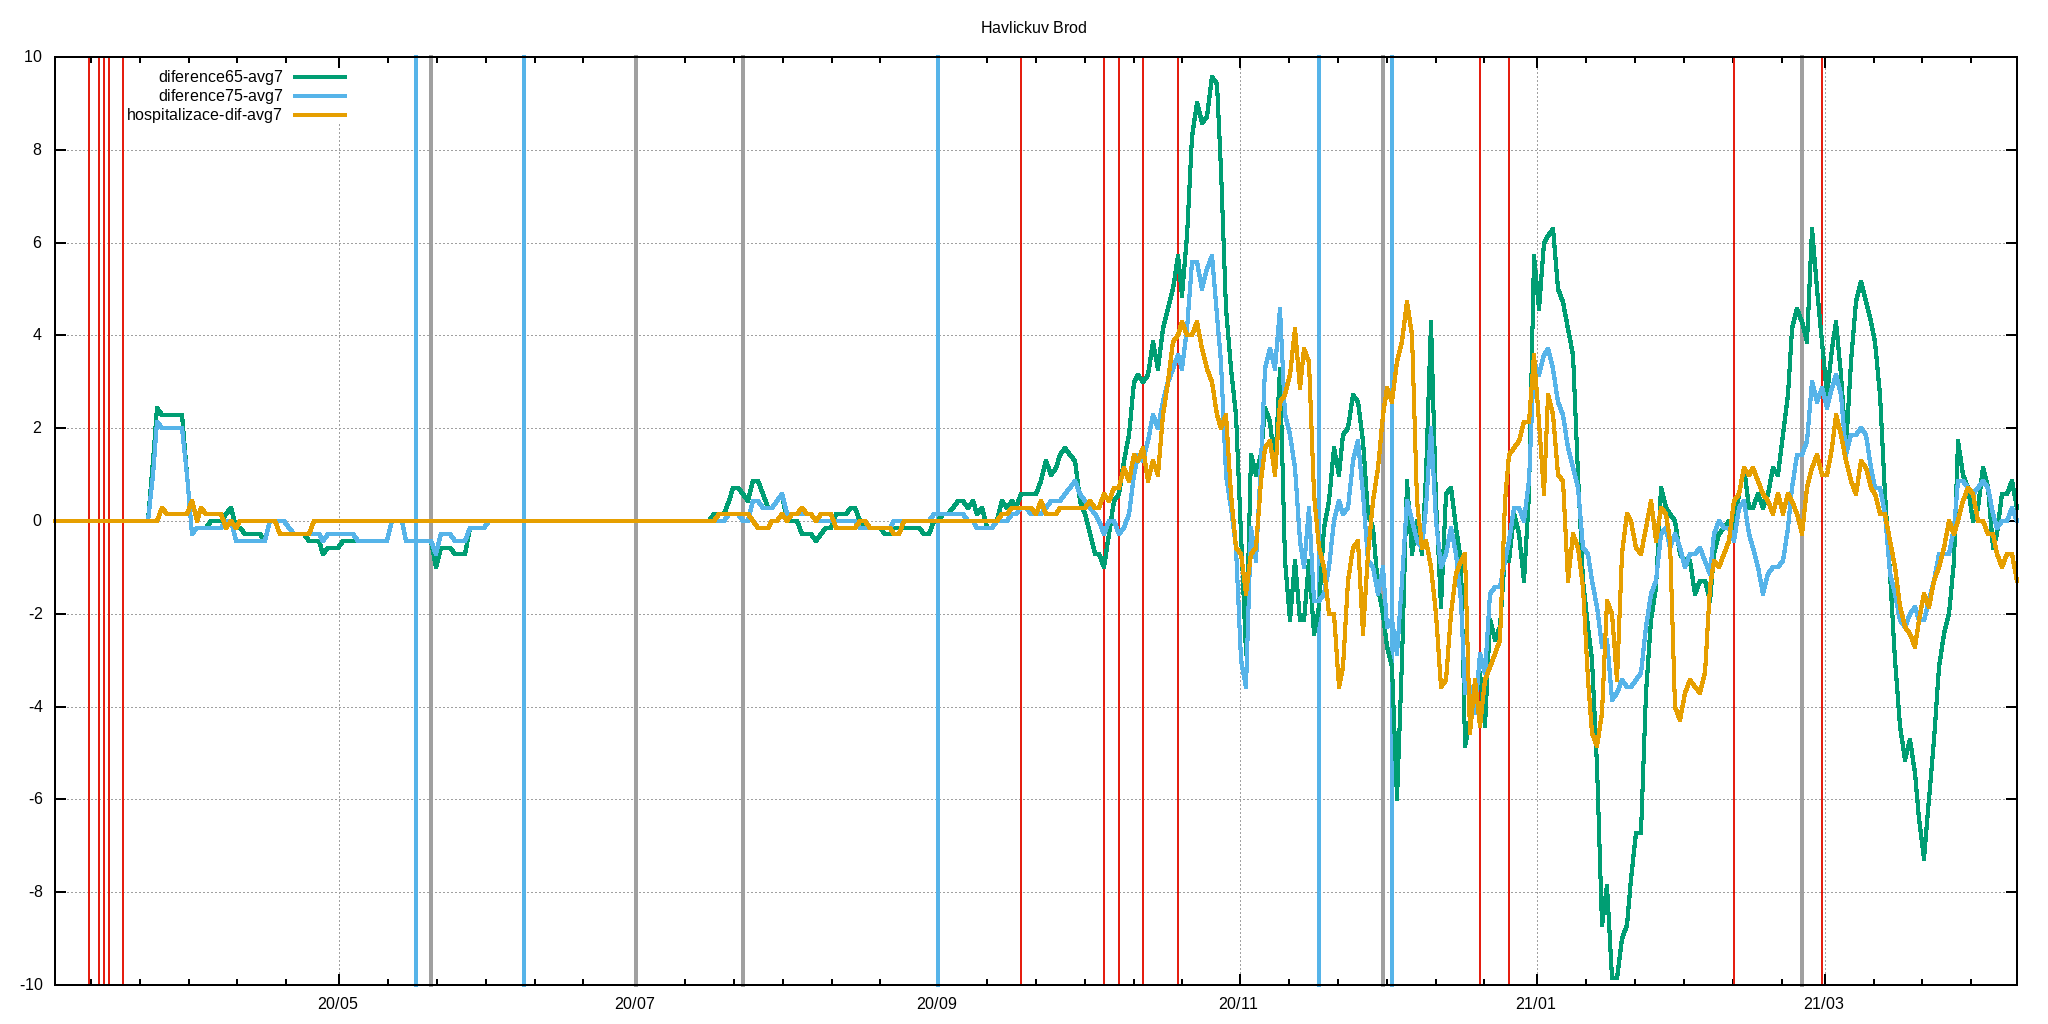 Havlickuv Brod
diference65-avg7
diference75-avg7
hospitalizace-dif-avg7
10
8
6
4
2
0
-2
-4
-6
-8
-10
20/05 20/07 20/09 20/11 21/01 21/03